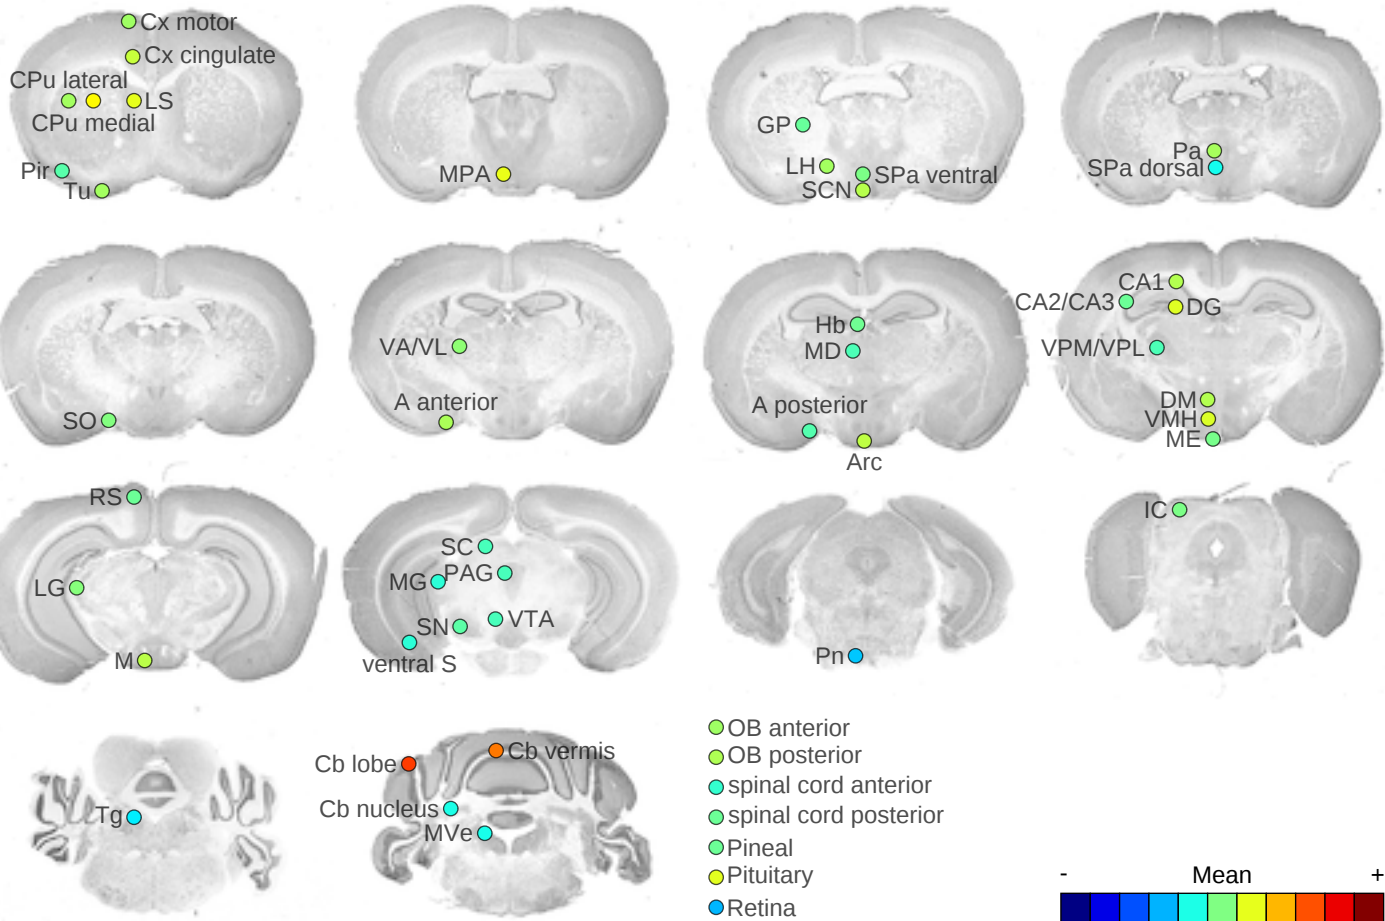 Cx motor
Cx cingulate
CPu lateral
LS
CPu medial
Pir
Tu
MPA
GP
LH
SPa ventral
SCN
Pa
SPa dorsal
SO
VA/VL
A anterior
Hb
MD
A posterior
Arc
CA1
CA2/CA3
DG
VPM/VPL
DM
VMH
ME
RS
LG
M
SC
MG
PAG
SN
VTA
ventral S
Pn
IC
Tg
Cb lobe
Cb vermis
Cb nucleus
MVe
OB anterior
OB posterior
spinal cord anterior
spinal cord posterior
Pineal
Pituitary
Retina
- Mean +